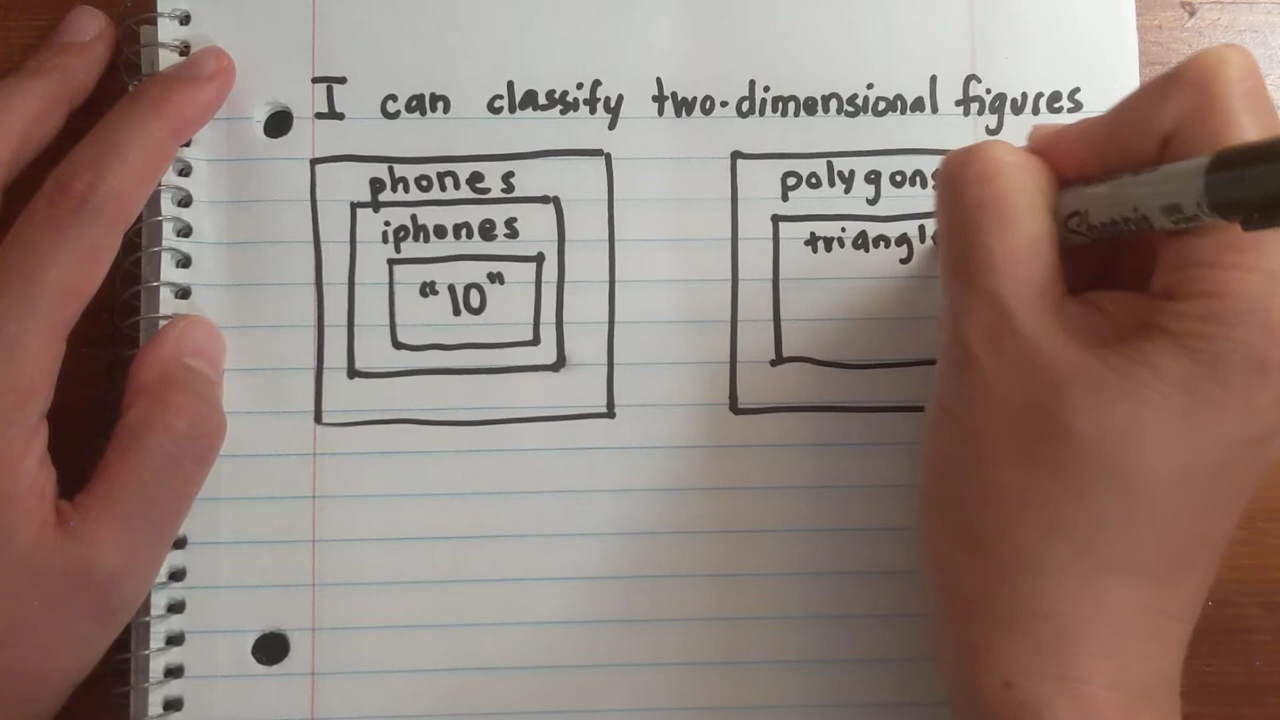 I can classify two-dimensional figures
phones
iphones
"10"
polygons